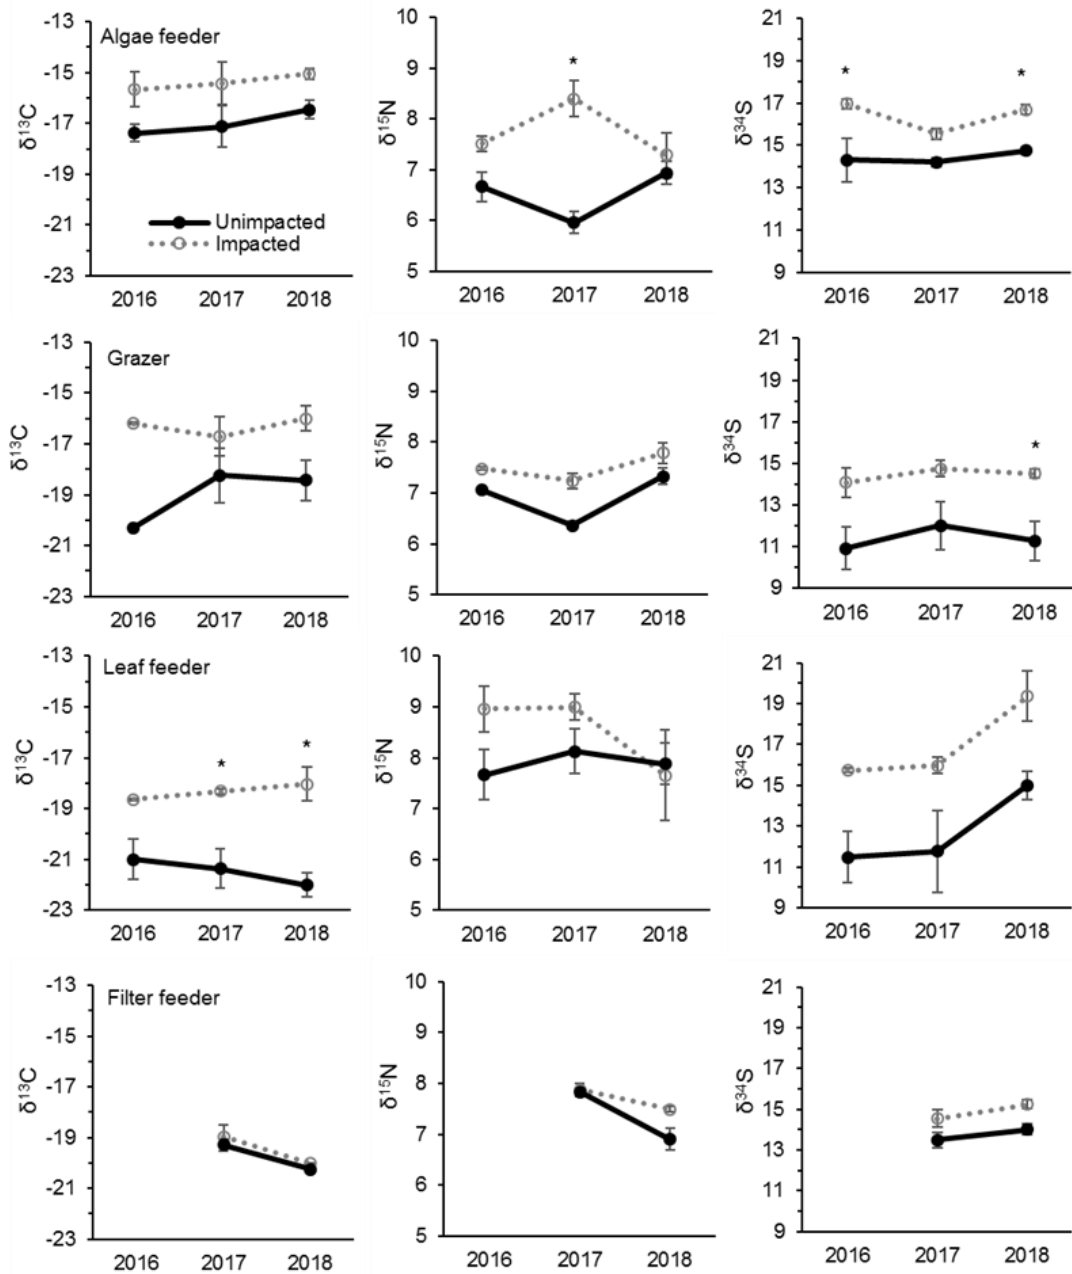 -13
-15
-17
-19
-21
-23
δ¹³C
Algae feeder
Unimpacted
Impacted
2016 2017 2018
10
9
8
7
6
5
δ¹⁵N
*
2016 2017 2018
21
19
17
15
13
11
9
δ³⁴S
* *
2016 2017 2018
-13
-15
-17
-19
-21
-23
δ¹³C
Grazer
2016 2017 2018
10
9
8
7
6
5
δ¹⁵N
2016 2017 2018
21
19
17
15
13
11
9
δ³⁴S
*
2016 2017 2018
-13
-15
-17
-19
-21
-23
δ¹³C
Leaf feeder
* *
2016 2017 2018
10
9
8
7
6
5
δ¹⁵N
2016 2017 2018
21
19
17
15
13
11
9
δ³⁴S
2016 2017 2018
-13
-15
-17
-19
-21
-23
δ¹³C
Filter feeder
2016 2017 2018
10
9
8
7
6
5
δ¹⁵N
2016 2017 2018
21
19
17
15
13
11
9
δ³⁴S
2016 2017 2018